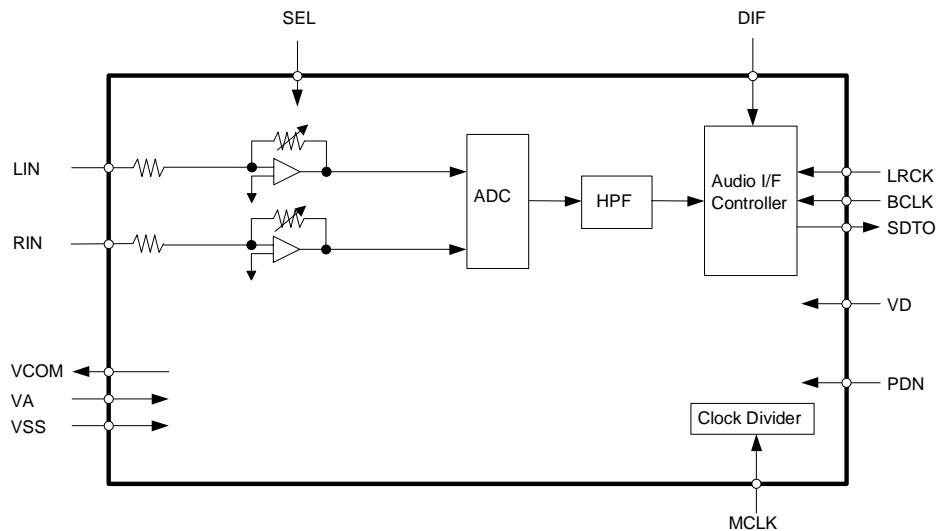 SEL
DIF
LIN
RIN
ADC
HPF
Audio I/F
Controller
LRCK
BCLK
SDTO
VD
PDN
VCOM
VA
VSS
Clock Divider
MCLK